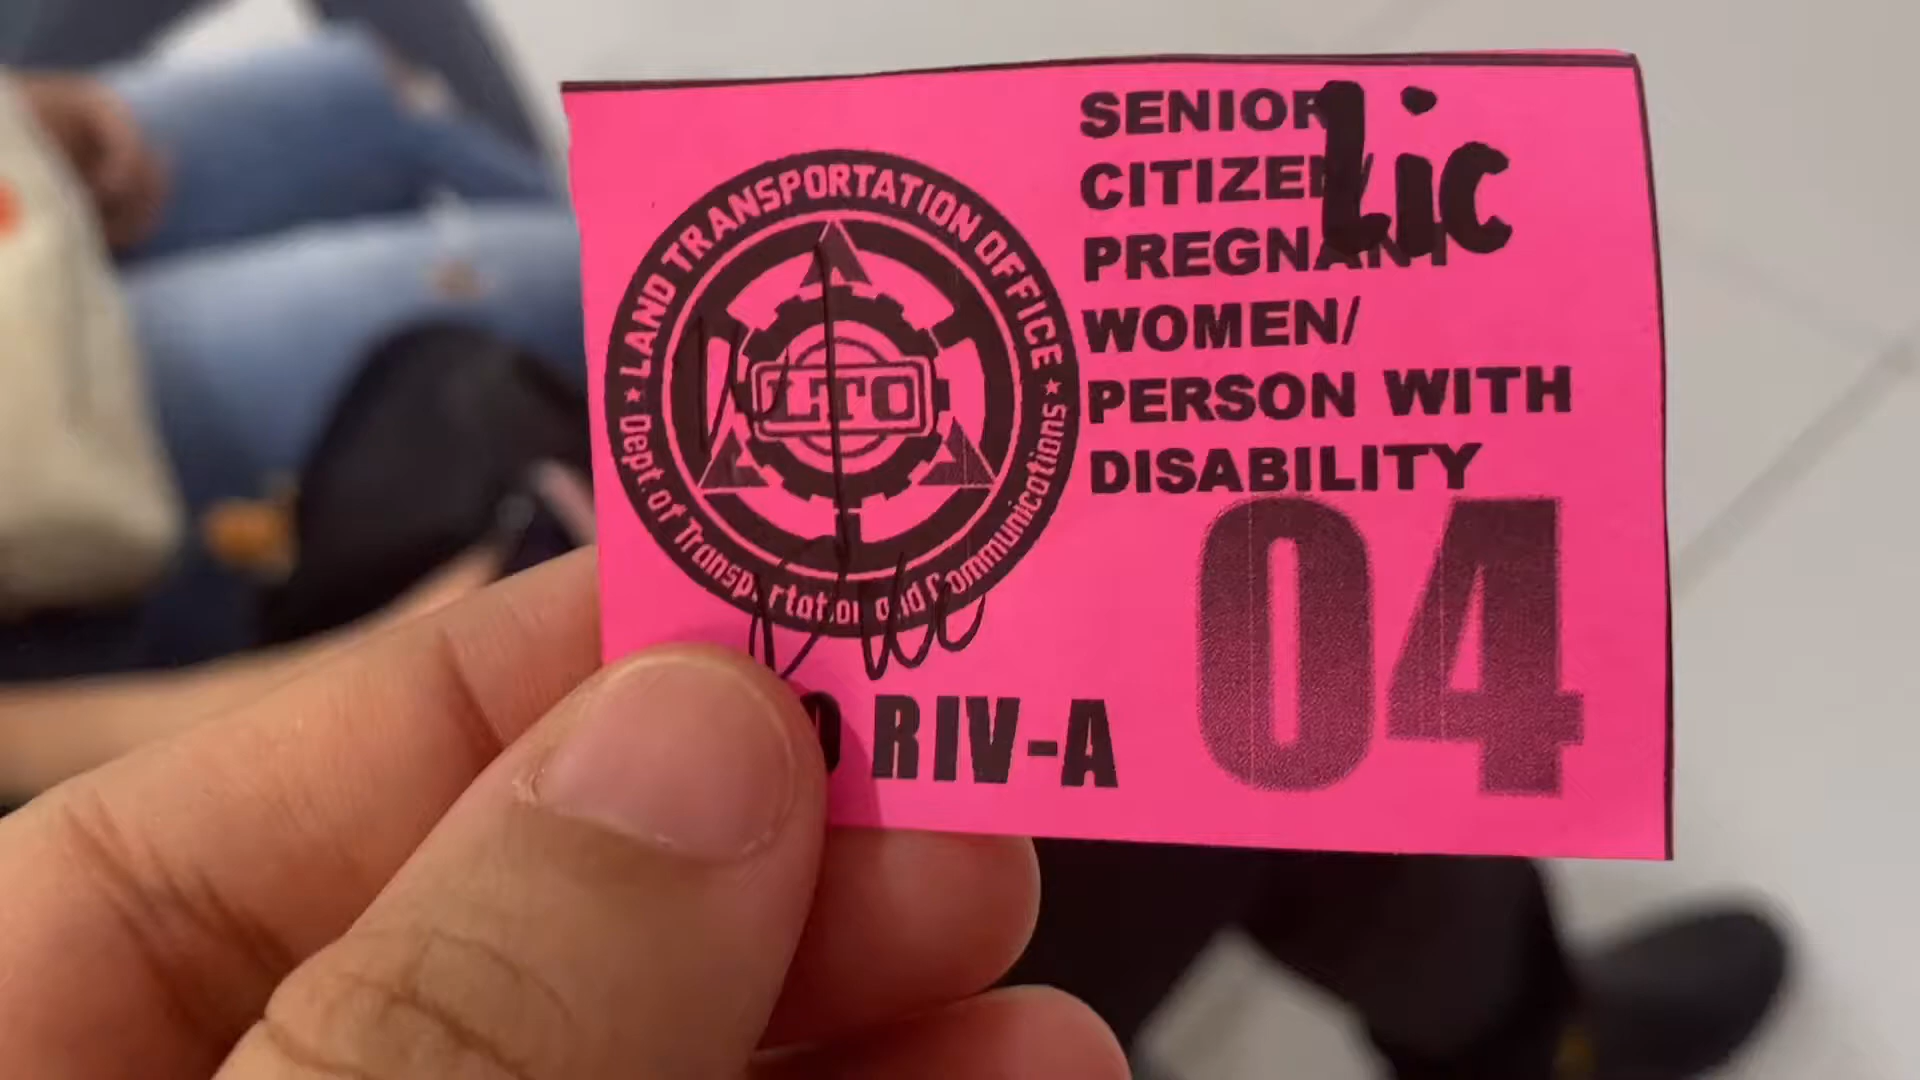 SENIOR
CITIZEN/
PREGNANT
WOMEN/
PERSON WITH
DISABILITY
Lic
★ LAND TRANSPORTATION OFFICE ★
Dept. of Transportation and Communications
LTO
04
RIV-A